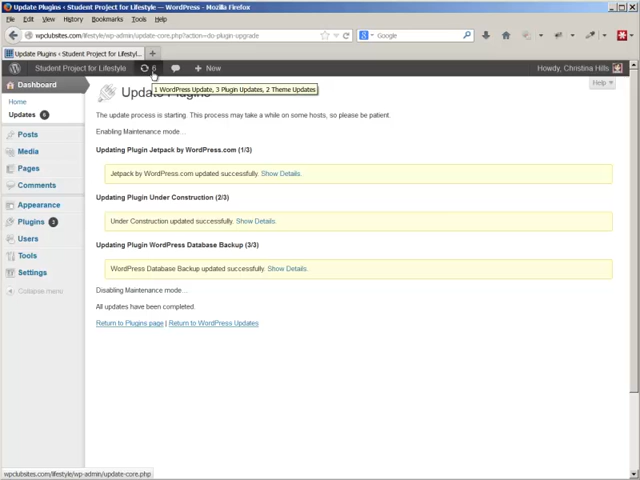 Update Plugins ‹ Student Project for Lifestyle — WordPress - Mozilla Firefox
File Edit View History Bookmarks Tools Help
wpclubsites.com/lifestyle/wp-admin/update-core.php?action=do-plugin-upgrade
Google
Update Plugins ‹ Student Project for Lifestyl...
Student Project for Lifestyle 6 + New Howdy, Christina Hills
1 WordPress Update, 3 Plugin Updates, 2 Theme Updates
Help
Dashboard
Home
Updates 6
Posts
Media
Pages
Comments
Appearance
Plugins 3
Users
Tools
Settings
Collapse menu
Update Plugins
The update process is starting. This process may take a while on some hosts, so please be patient.
Enabling Maintenance mode…
Updating Plugin Jetpack by WordPress.com (1/3)
Jetpack by WordPress.com updated successfully. Show Details.
Updating Plugin Under Construction (2/3)
Under Construction updated successfully. Show Details.
Updating Plugin WordPress Database Backup (3/3)
WordPress Database Backup updated successfully. Show Details.
Disabling Maintenance mode…
All updates have been completed.
Return to Plugins page | Return to WordPress Updates
wpclubsites.com/lifestyle/wp-admin/update-core.php